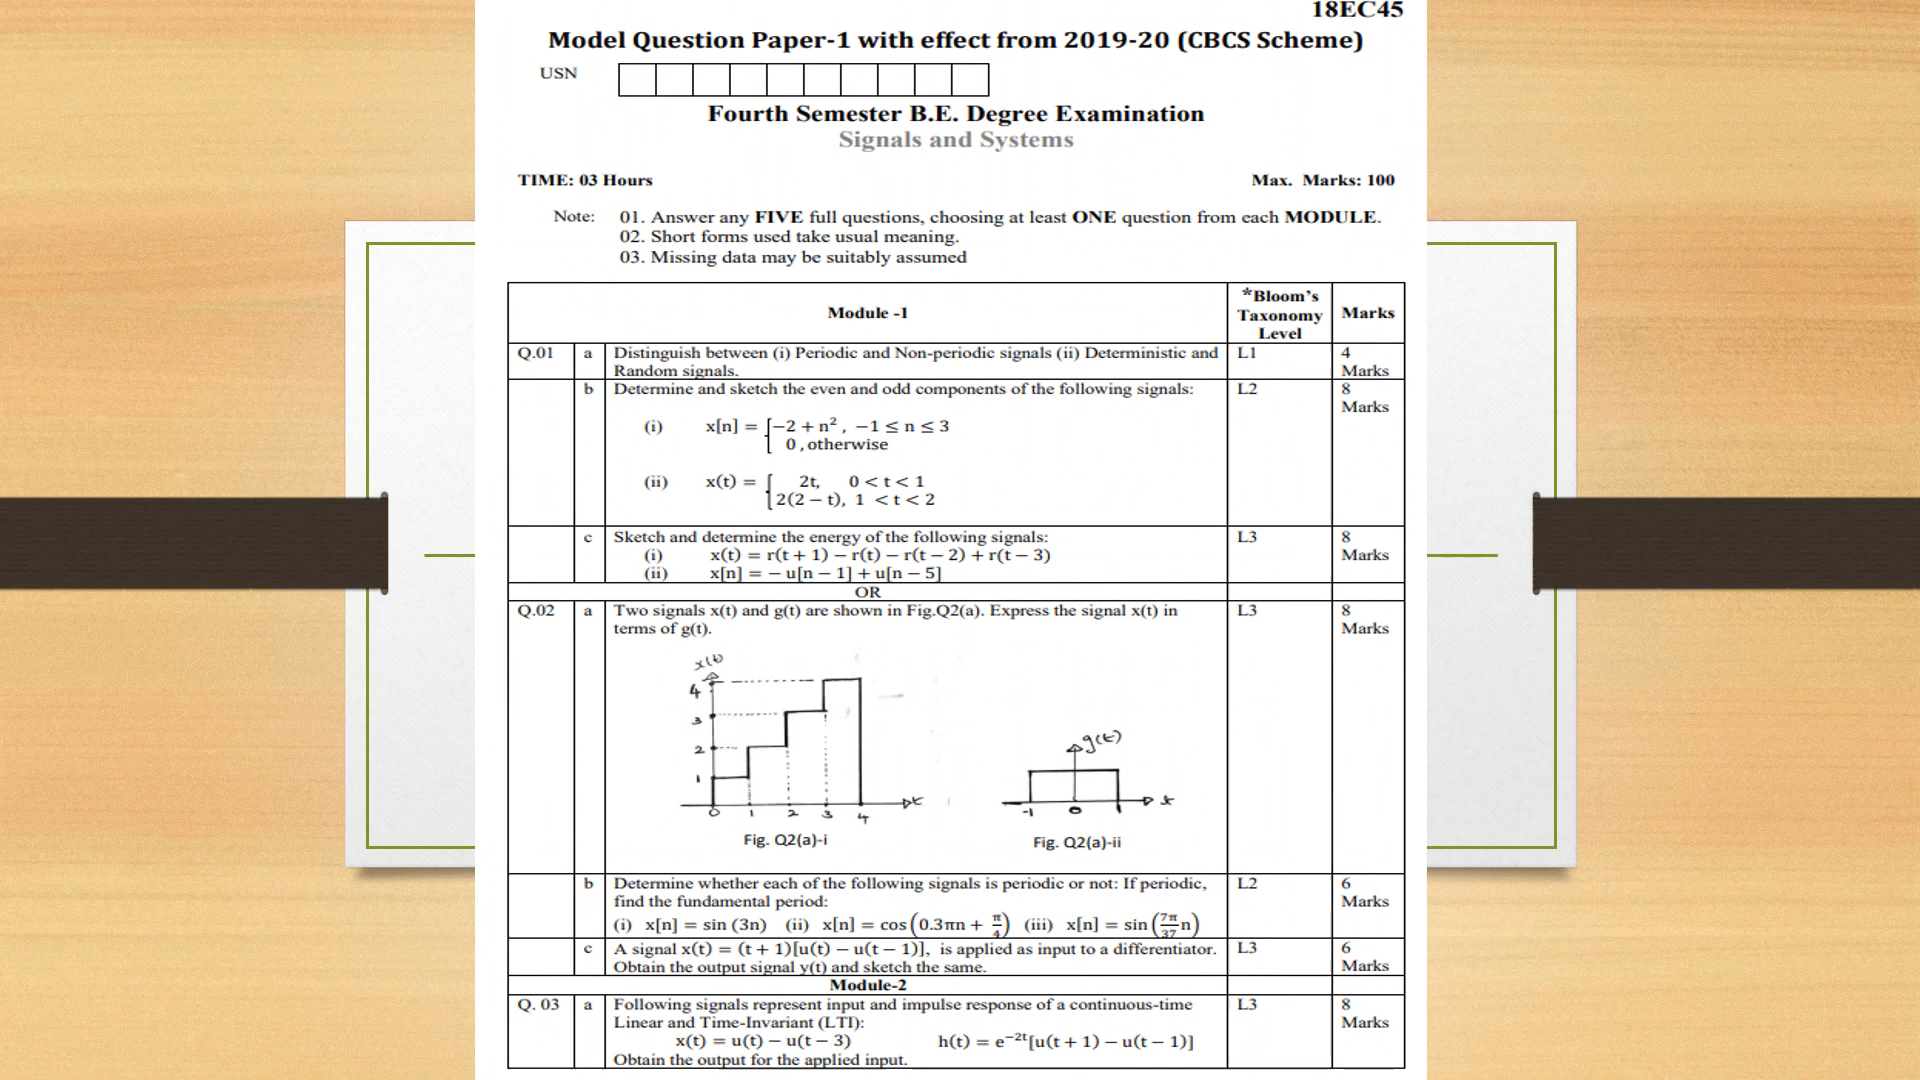 18EC45
Model Question Paper-1 with effect from 2019-20 (CBCS Scheme)
USN
Fourth Semester B.E. Degree Examination
Signals and Systems
TIME: 03 Hours Max. Marks: 100
Note: 01. Answer any FIVE full questions, choosing at least ONE question from each MODULE.
02. Short forms used take usual meaning.
03. Missing data may be suitably assumed
Module -1 *Bloom's Taxonomy Level Marks
Q.01 a Distinguish between (i) Periodic and Non-periodic signals (ii) Deterministic and L1 4
Random signals. Marks
b Determine and sketch the even and odd components of the following signals: L2 8
Marks
(i) x[n] = { −2 + n², −1 ≤ n ≤ 3
0 , otherwise
(ii) x(t) = { 2t, 0 < t < 1
2(2 − t), 1 < t < 2
c Sketch and determine the energy of the following signals: L3 8
(i) x(t) = r(t + 1) − r(t) − r(t − 2) + r(t − 3) Marks
(ii) x[n] = − u[n − 1] + u[n − 5]
OR
Q.02 a Two signals x(t) and g(t) are shown in Fig.Q2(a). Express the signal x(t) in L3 8
terms of g(t). Marks
x(t)
4
3
2
1
0 1 2 3 4 t
g(t)
-1 0 1 t
Fig. Q2(a)-i Fig. Q2(a)-ii
b Determine whether each of the following signals is periodic or not: If periodic, L2 6
find the fundamental period: Marks
(i) x[n] = sin (3n) (ii) x[n] = cos (0.3πn + π/4) (iii) x[n] = sin (7π/37 n)
c A signal x(t) = (t + 1)[u(t) − u(t − 1)], is applied as input to a differentiator. L3 6
Obtain the output signal y(t) and sketch the same. Marks
Module-2
Q. 03 a Following signals represent input and impulse response of a continuous-time L3 8
Linear and Time-Invariant (LTI): Marks
x(t) = u(t) − u(t − 3) h(t) = e⁻²ᵗ[u(t + 1) − u(t − 1)]
Obtain the output for the applied input.